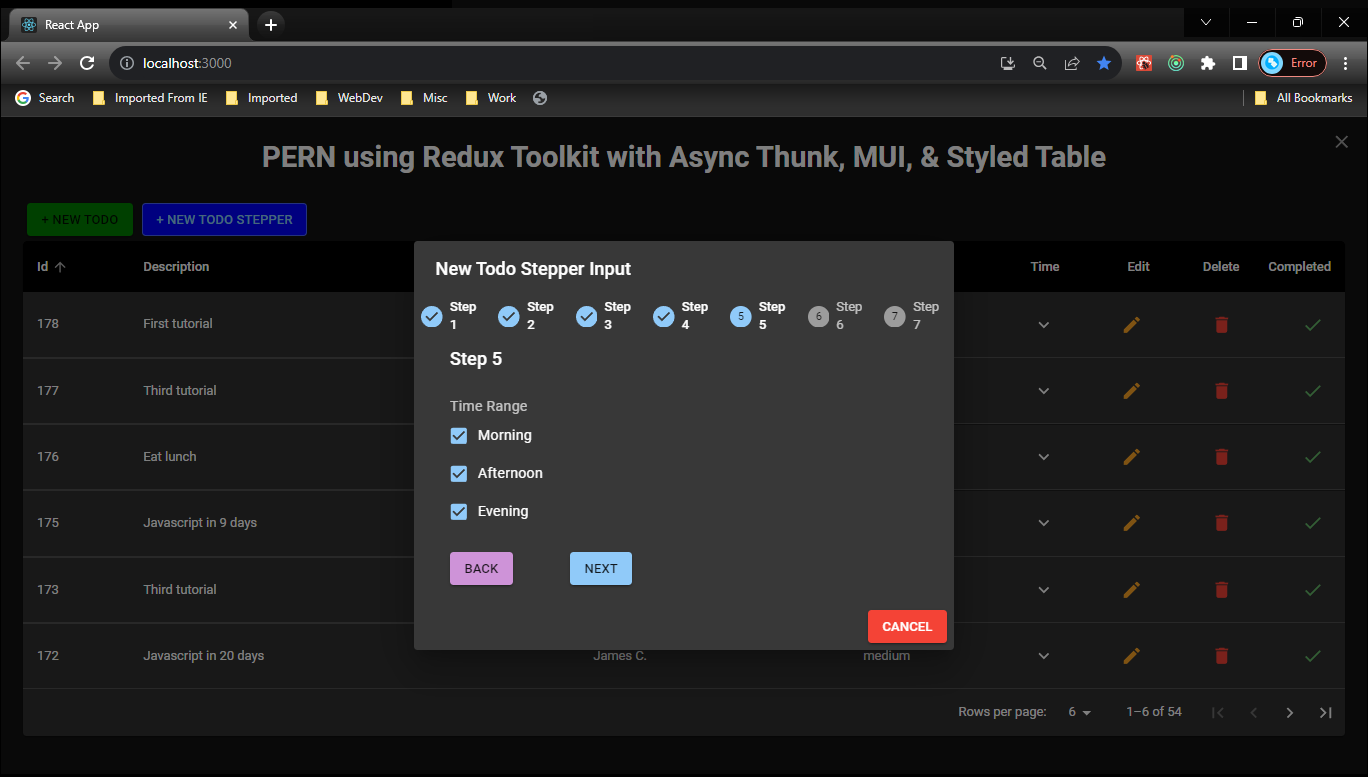 React App
localhost:3000
Error
Search Imported From IE Imported WebDev Misc Work All Bookmarks
PERN using Redux Toolkit with Async Thunk, MUI, & Styled Table
+ NEW TODO + NEW TODO STEPPER
Id Description Time Edit Delete Completed
178 First tutorial
177 Third tutorial
176 Eat lunch
175 Javascript in 9 days
173 Third tutorial
172 Javascript in 20 days James C. medium
Rows per page: 6 1–6 of 54
New Todo Stepper Input
Step 1 Step 2 Step 3 Step 4 5 Step 5 6 Step 6 7 Step 7
Step 5
Time Range
Morning
Afternoon
Evening
BACK NEXT
CANCEL